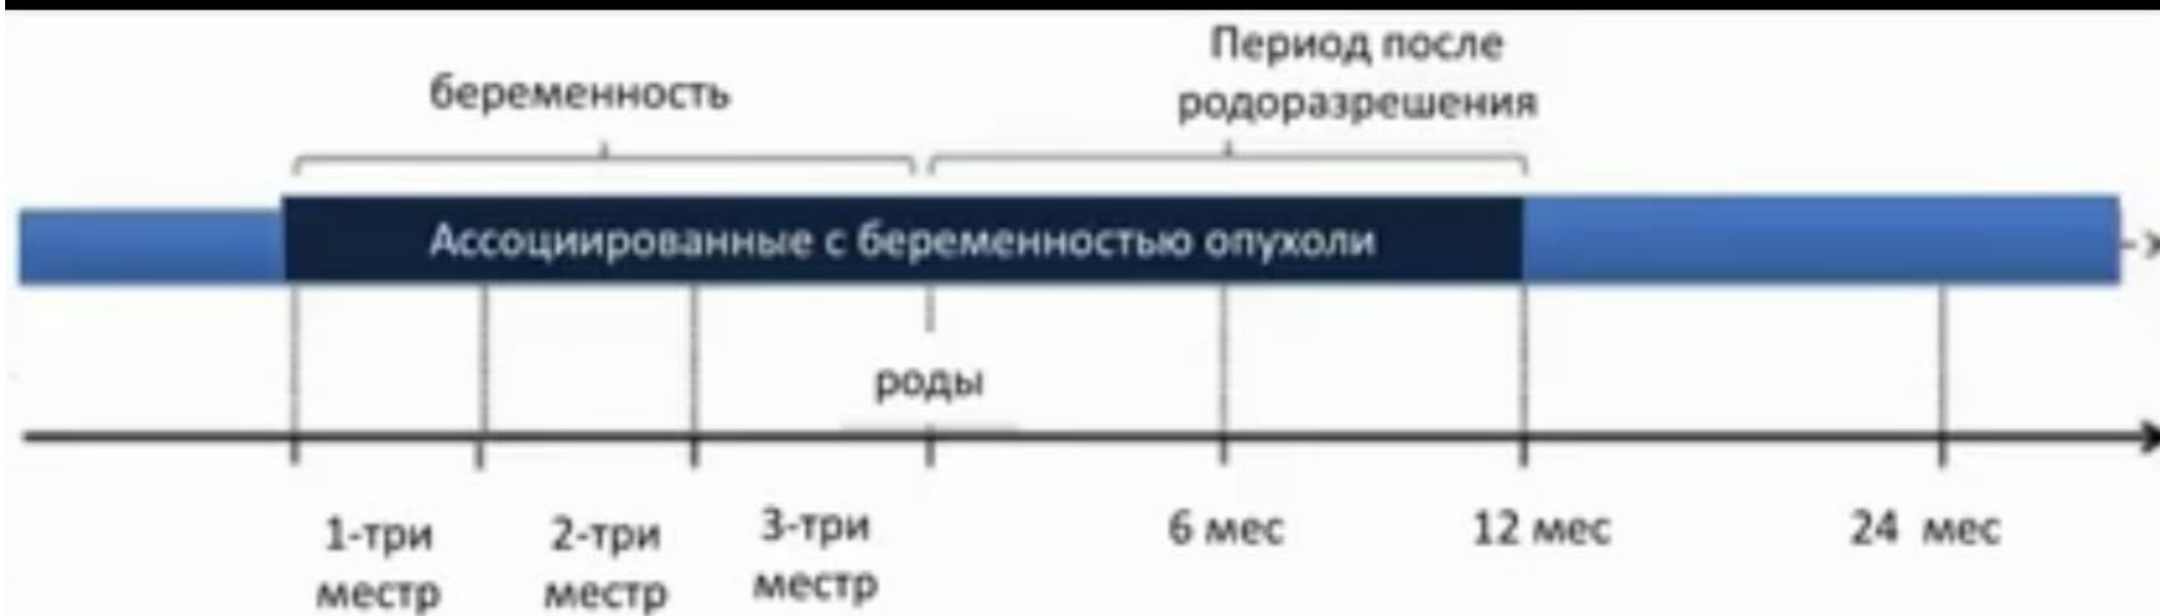 беременность
Период после
родоразрешения
Ассоциированные с беременностью опухоли
роды
1-три
местр
2-три
местр
3-три
местр
6 мес
12 мес
24 мес